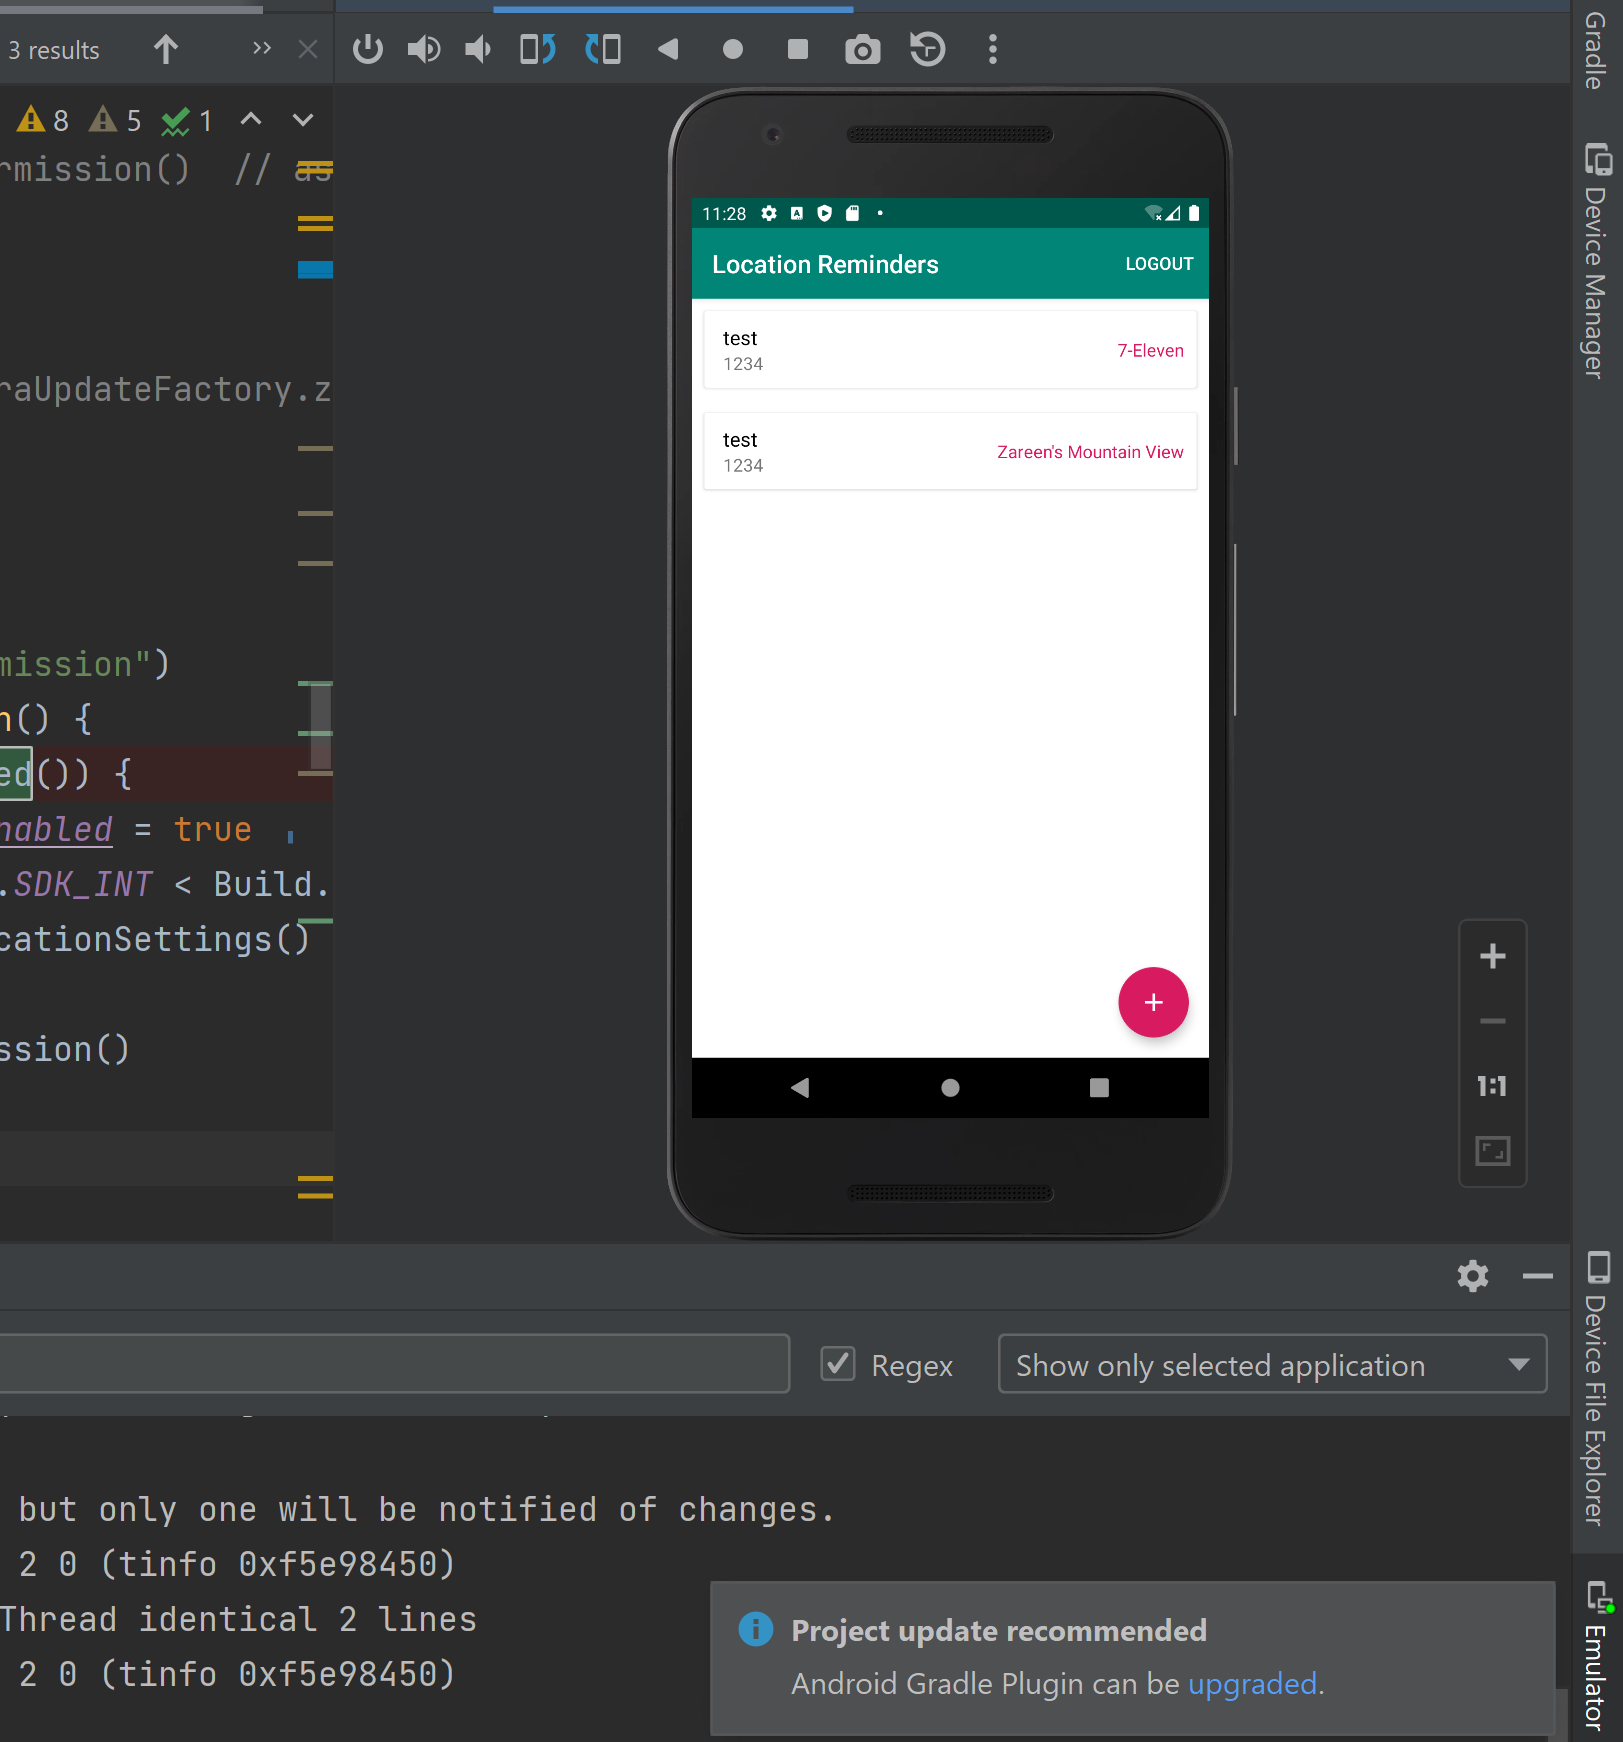 3 results
8 5 1
rmission() // as
raUpdateFactory.z
mission")
n() {
ed()) {
nabled = true
.SDK_INT < Build.
cationSettings()
ssion()
11:28
Location Reminders LOGOUT
test
1234
7-Eleven
test
1234
Zareen's Mountain View
+
1:1
Gradle
Device Manager
Device File Explorer
Emulator
Regex
Show only selected application
but only one will be notified of changes.
2 0 (tinfo 0xf5e98450)
Thread identical 2 lines
2 0 (tinfo 0xf5e98450)
Project update recommended
Android Gradle Plugin can be upgraded.